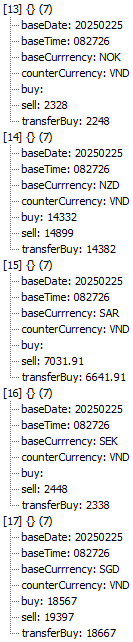 [13] {} (7)
baseDate: 20250225
baseTime: 082726
baseCurrrency: NOK
counterCurrency: VND
buy:
sell: 2328
transferBuy: 2248
[14] {} (7)
baseDate: 20250225
baseTime: 082726
baseCurrrency: NZD
counterCurrency: VND
buy: 14332
sell: 14899
transferBuy: 14382
[15] {} (7)
baseDate: 20250225
baseTime: 082726
baseCurrrency: SAR
counterCurrency: VND
buy:
sell: 7031.91
transferBuy: 6641.91
[16] {} (7)
baseDate: 20250225
baseTime: 082726
baseCurrrency: SEK
counterCurrency: VND
buy:
sell: 2448
transferBuy: 2338
[17] {} (7)
baseDate: 20250225
baseTime: 082726
baseCurrrency: SGD
counterCurrency: VND
buy: 18567
sell: 19397
transferBuy: 18667